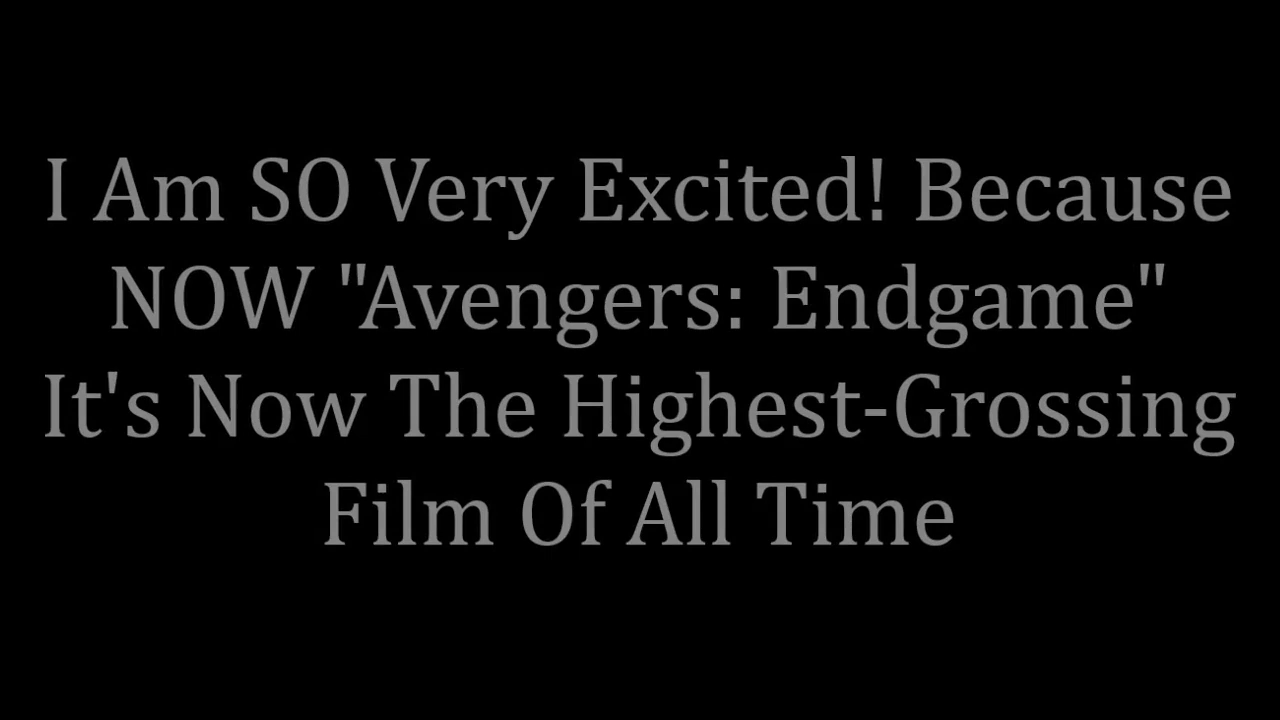 I Am SO Very Excited! Because
NOW "Avengers: Endgame"
It's Now The Highest-Grossing
Film Of All Time